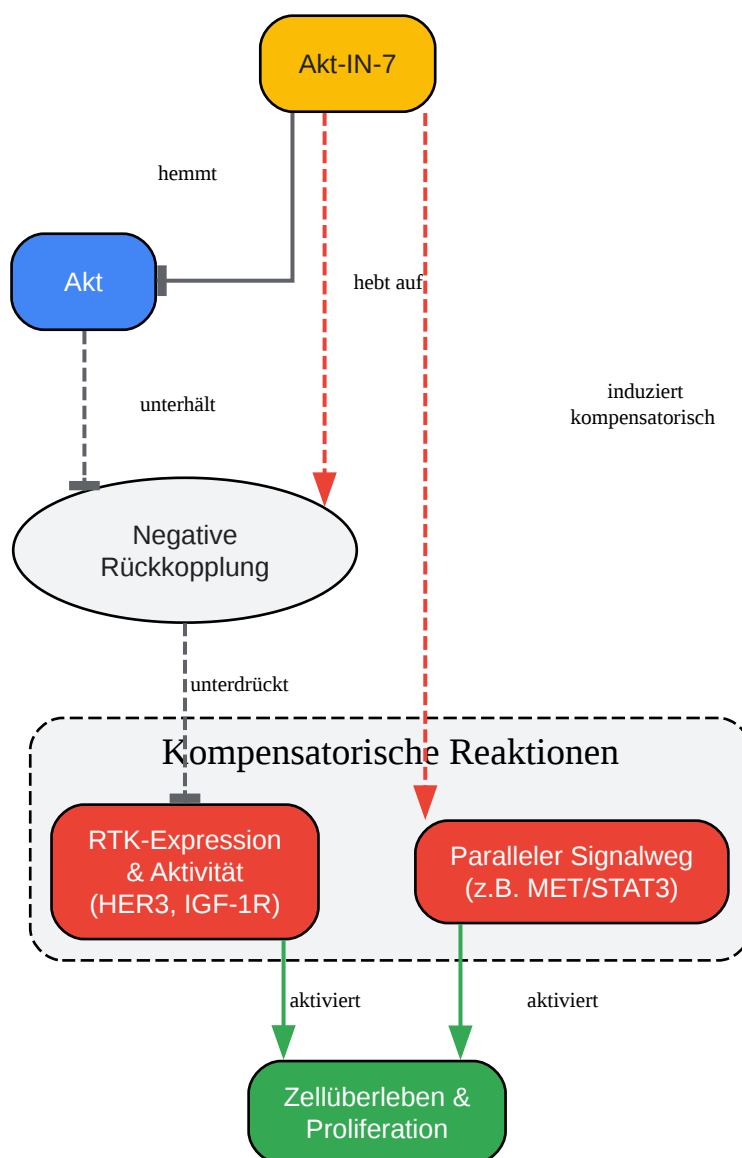 Akt-IN-7
hemmt
Akt
hebt auf
induziert
kompensatorisch
unterhält
Negative
Rückkopplung
unterdrückt
Kompensatorische Reaktionen
RTK-Expression
& Aktivität
(HER3, IGF-1R)
Paralleler Signalweg
(z.B. MET/STAT3)
aktiviert
aktiviert
Zellüberleben &
Proliferation